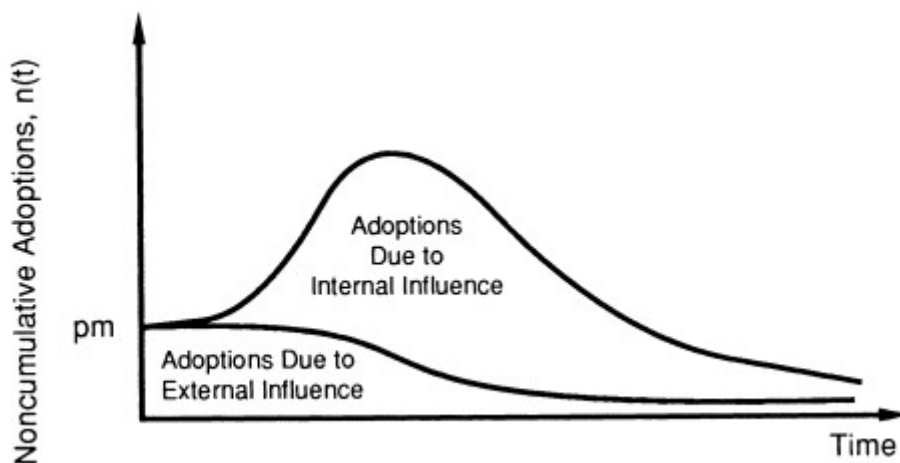 Noncumulative Adoptions, n(t)
Adoptions
Due to
Internal Influence
pm
Adoptions Due to
External Influence
Time